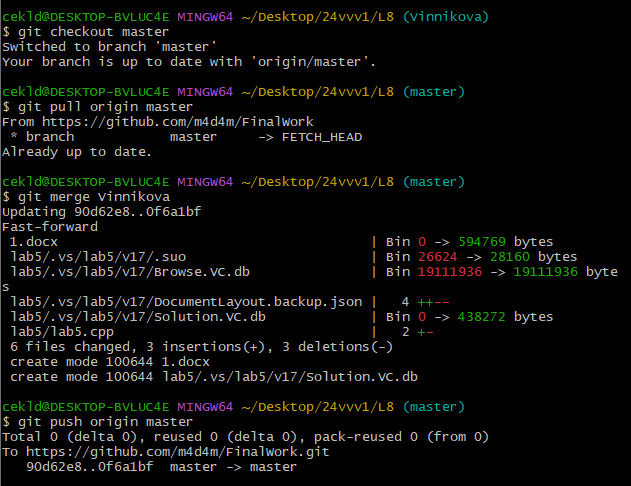 cekld@DESKTOP-BVLUC4E MINGW64 ~/Desktop/24vvv1/L8 (Vinnikova)
$ git checkout master
Switched to branch 'master'
Your branch is up to date with 'origin/master'.
cekld@DESKTOP-BVLUC4E MINGW64 ~/Desktop/24vvv1/L8 (master)
$ git pull origin master
From https://github.com/m4d4m/FinalWork
 * branch            master     -> FETCH_HEAD
Already up to date.
cekld@DESKTOP-BVLUC4E MINGW64 ~/Desktop/24vvv1/L8 (master)
$ git merge Vinnikova
Updating 90d62e8..0f6a1bf
Fast-forward
 1.docx                                      | Bin 0 -> 594769 bytes
 lab5/.vs/lab5/v17/.suo                      | Bin 26624 -> 28160 bytes
 lab5/.vs/lab5/v17/Browse.VC.db              | Bin 19111936 -> 19111936 byte
s
 lab5/.vs/lab5/v17/DocumentLayout.backup.json |   4 ++--
 lab5/.vs/lab5/v17/Solution.VC.db            | Bin 0 -> 438272 bytes
 lab5/lab5.cpp                               |   2 +-
 6 files changed, 3 insertions(+), 3 deletions(-)
 create mode 100644 1.docx
 create mode 100644 lab5/.vs/lab5/v17/Solution.VC.db
cekld@DESKTOP-BVLUC4E MINGW64 ~/Desktop/24vvv1/L8 (master)
$ git push origin master
Total 0 (delta 0), reused 0 (delta 0), pack-reused 0 (from 0)
To https://github.com/m4d4m/FinalWork.git
   90d62e8..0f6a1bf  master -> master